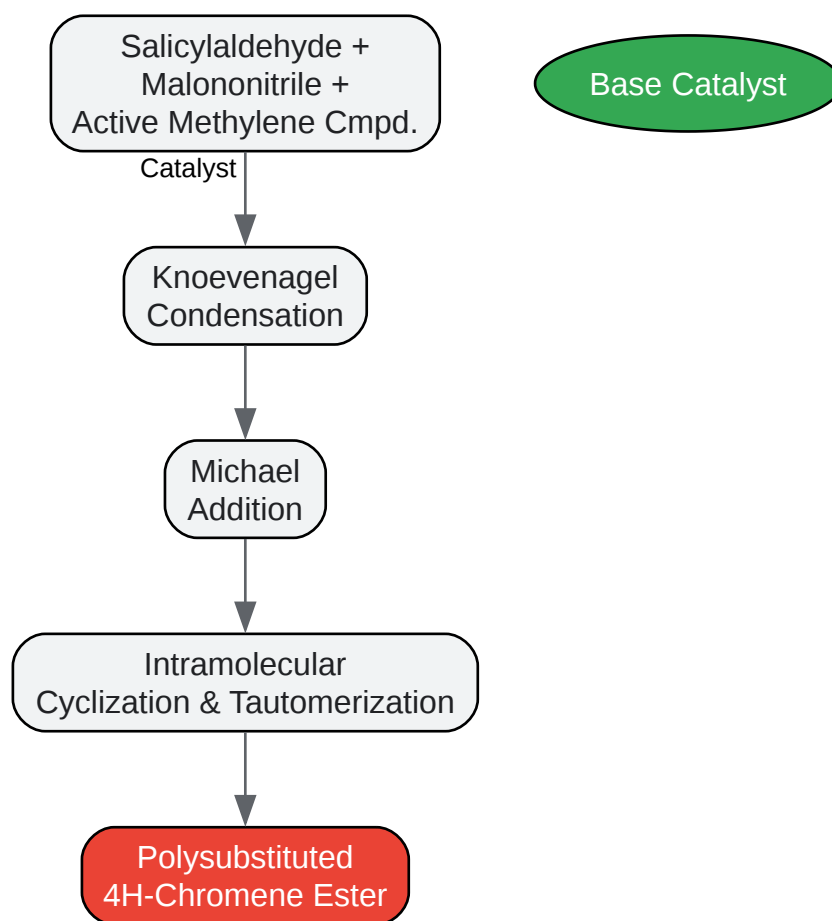 Salicylaldehyde +
Malononitrile +
Active Methylene Cmpd.
Base Catalyst
Catalyst
Knoevenagel
Condensation
Michael
Addition
Intramolecular
Cyclization & Tautomerization
Polysubstituted
4H-Chromene Ester